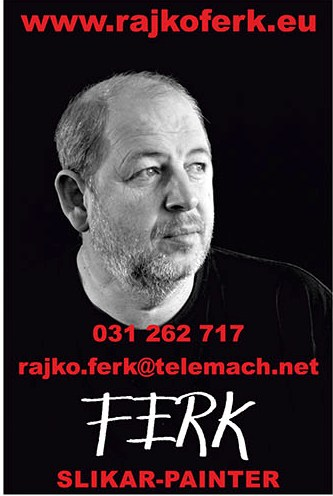 www.rajkoferk.eu
031 262 717
rajko.ferk@telemach.net
FERK
SLIKAR-PAINTER